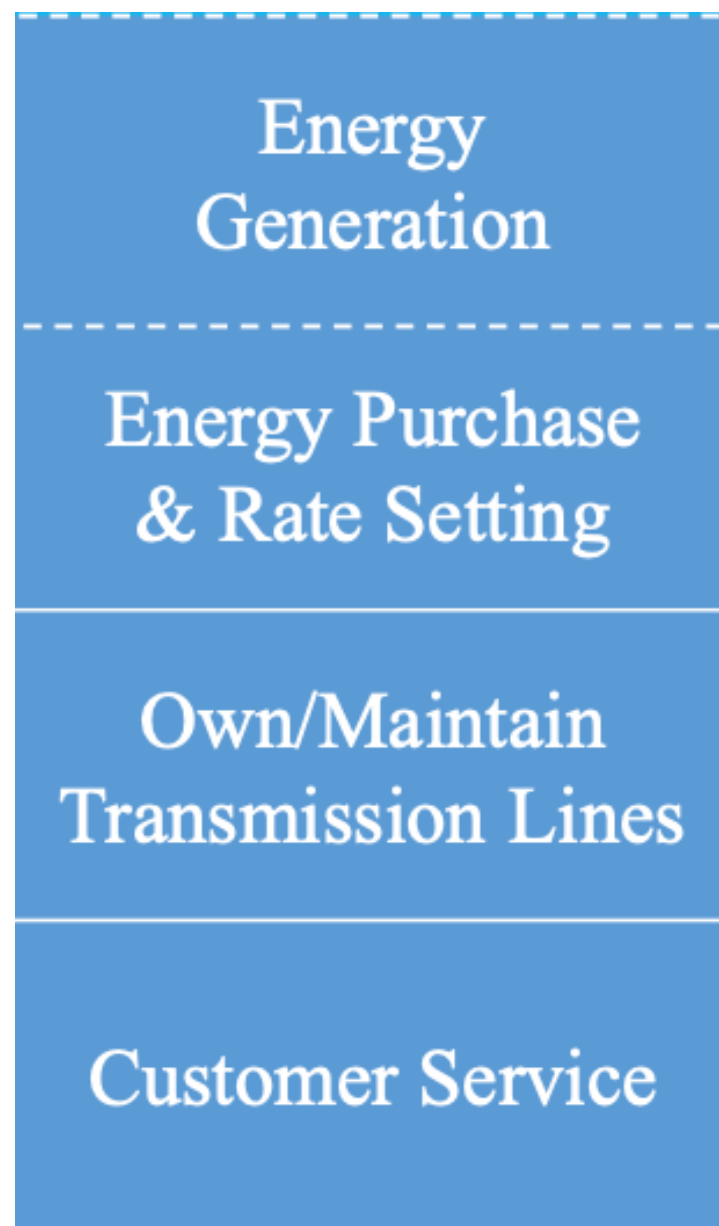 Energy
Generation
Energy Purchase
& Rate Setting
Own/Maintain
Transmission Lines
Customer Service